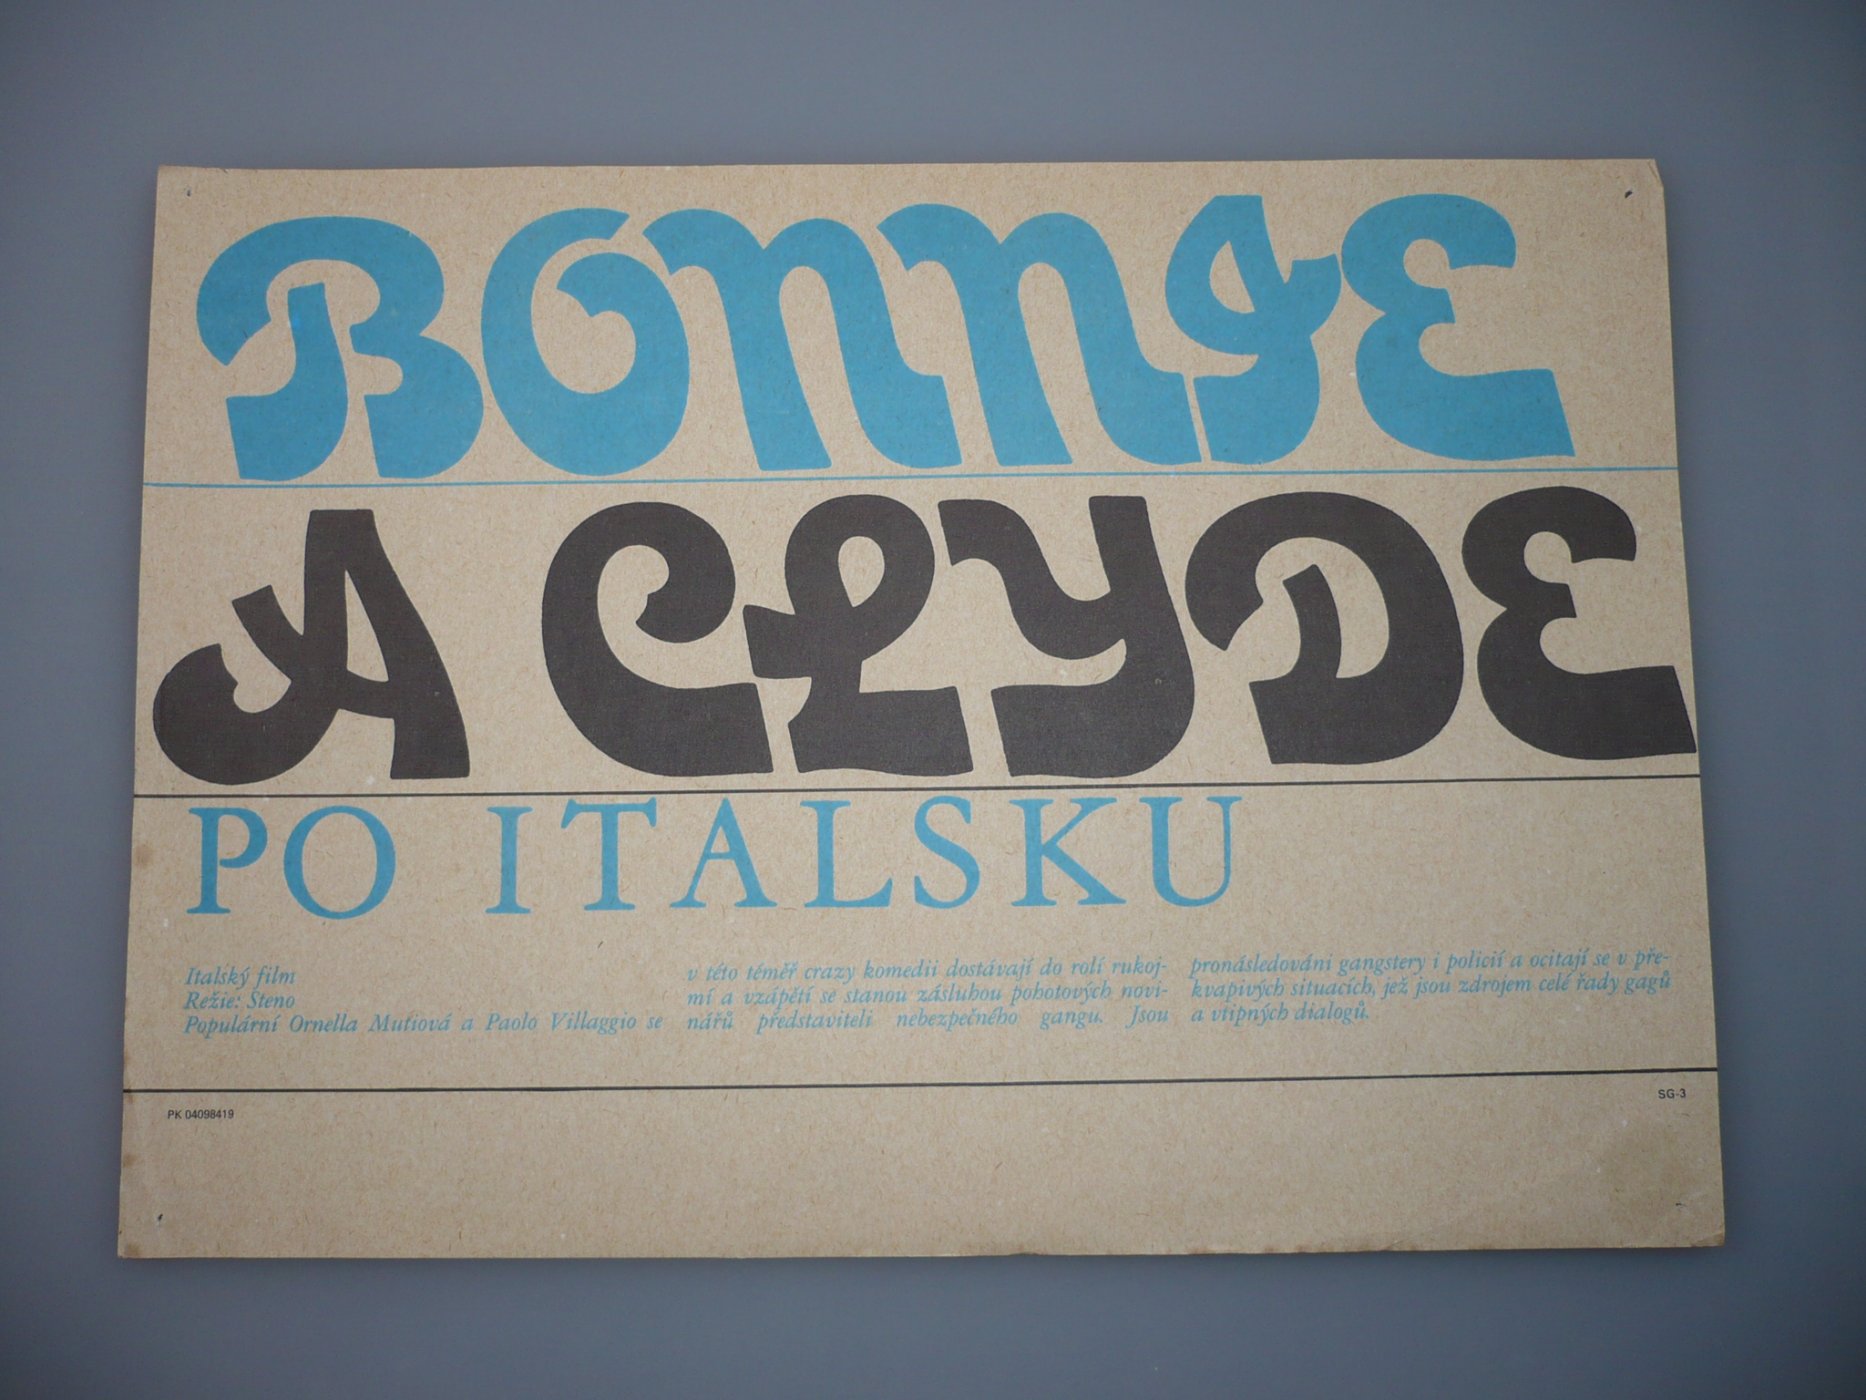 BONNIE
A CLYDE
PO ITALSKU
Italský film
Režie: Steno
Populární Ornella Mutiová a Paolo Villaggio se
v této téměř crazy komedii dostávají do rolí rukoj-
mí a vzápětí se stanou zásluhou pohotových novi-
nářů představiteli nebezpečného gangu. Jsou
pronásledováni gangstery i policií a ocitají se v pře-
kvapivých situacích, jež jsou zdrojem celé řady gagů
a vtipných dialogů.
PK 04098419
SG-3